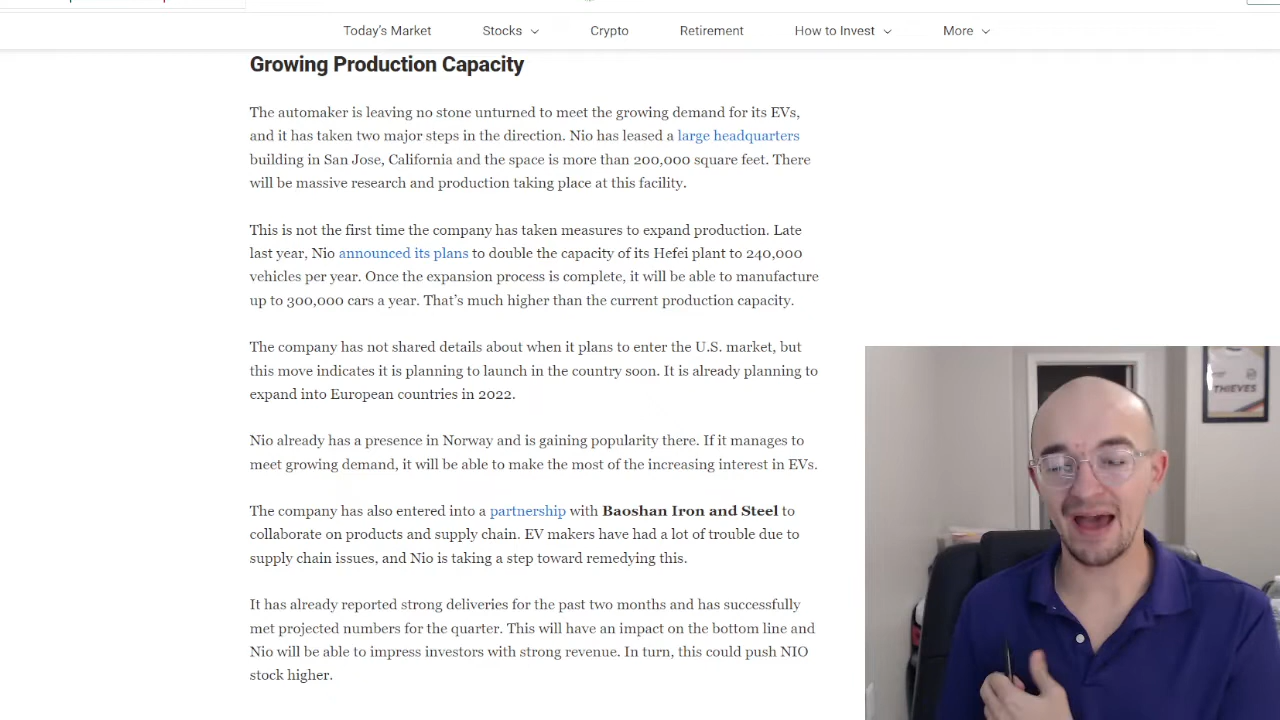 Today's Market Stocks Crypto Retirement How to Invest More
Growing Production Capacity
The automaker is leaving no stone unturned to meet the growing demand for its EVs,
and it has taken two major steps in the direction. Nio has leased a large headquarters
building in San Jose, California and the space is more than 200,000 square feet. There
will be massive research and production taking place at this facility.
This is not the first time the company has taken measures to expand production. Late
last year, Nio announced its plans to double the capacity of its Hefei plant to 240,000
vehicles per year. Once the expansion process is complete, it will be able to manufacture
up to 300,000 cars a year. That's much higher than the current production capacity.
The company has not shared details about when it plans to enter the U.S. market, but
this move indicates it is planning to launch in the country soon. It is already planning to
expand into European countries in 2022.
Nio already has a presence in Norway and is gaining popularity there. If it manages to
meet growing demand, it will be able to make the most of the increasing interest in EVs.
The company has also entered into a partnership with Baoshan Iron and Steel to
collaborate on products and supply chain. EV makers have had a lot of trouble due to
supply chain issues, and Nio is taking a step toward remedying this.
It has already reported strong deliveries for the past two months and has successfully
met projected numbers for the quarter. This will have an impact on the bottom line and
Nio will be able to impress investors with strong revenue. In turn, this could push NIO
stock higher.
THIEVES